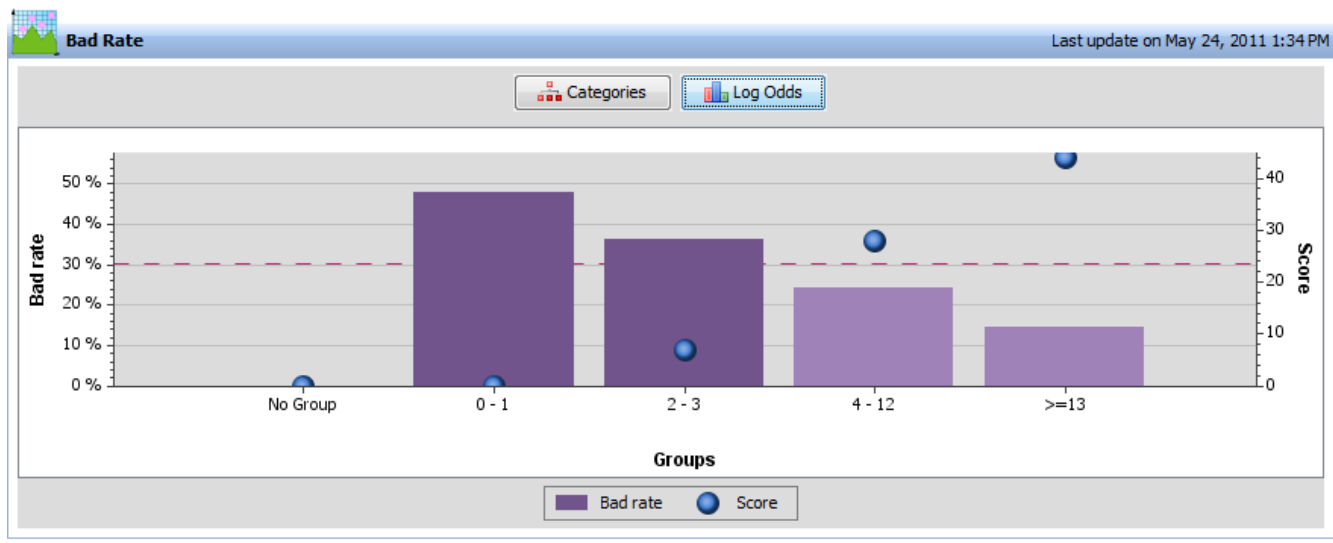 Bad Rate Last update on May 24, 2011 1:34 PM
Categories Log Odds
50 %
40 %
30 %
20 %
10 %
0 %
Bad rate
40
30
20
10
0
Score
No Group 0 - 1 2 - 3 4 - 12 >=13
Groups
Bad rate Score